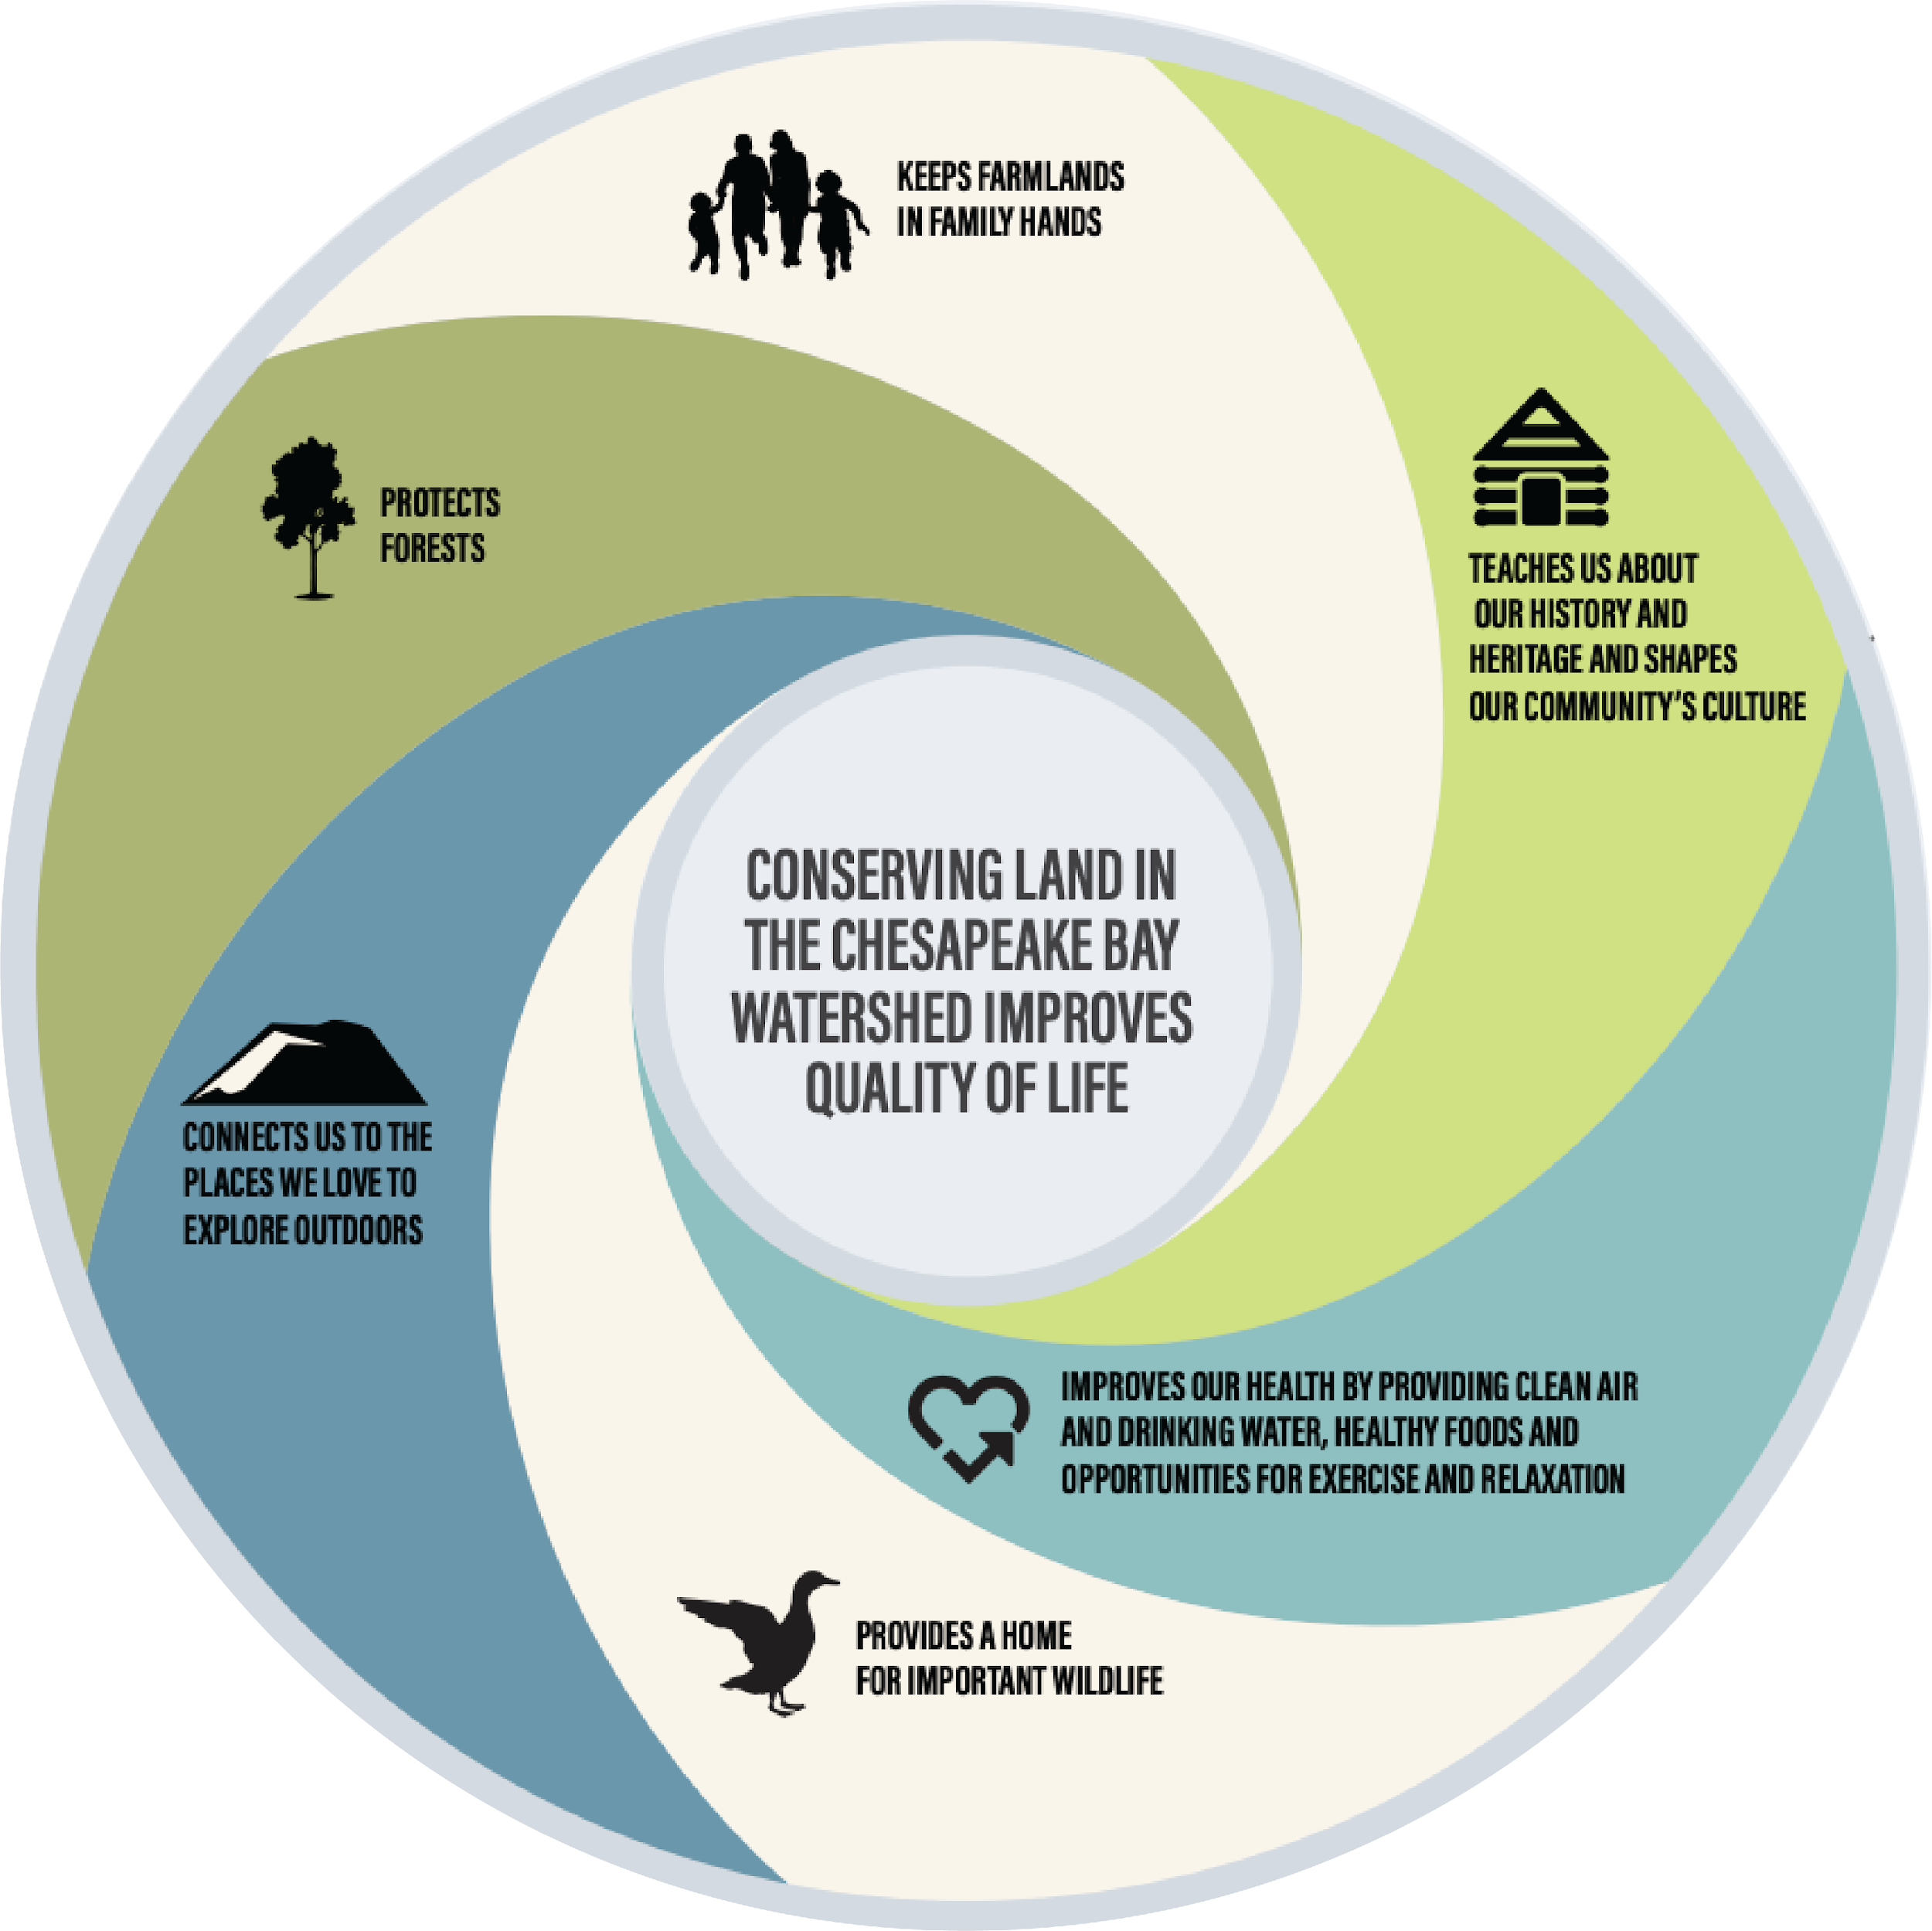 KEEPS FARMLANDS
IN FAMILY HANDS
TEACHES US ABOUT
OUR HISTORY AND
HERITAGE AND SHAPES
OUR COMMUNITY'S CULTURE
PROTECTS
FORESTS
CONSERVING LAND IN
THE CHESAPEAKE BAY
WATERSHED IMPROVES
QUALITY OF LIFE
CONNECTS US TO THE
PLACES WE LOVE TO
EXPLORE OUTDOORS
IMPROVES OUR HEALTH BY PROVIDING CLEAN AIR
AND DRINKING WATER, HEALTHY FOODS AND
OPPORTUNITIES FOR EXERCISE AND RELAXATION
PROVIDES A HOME
FOR IMPORTANT WILDLIFE